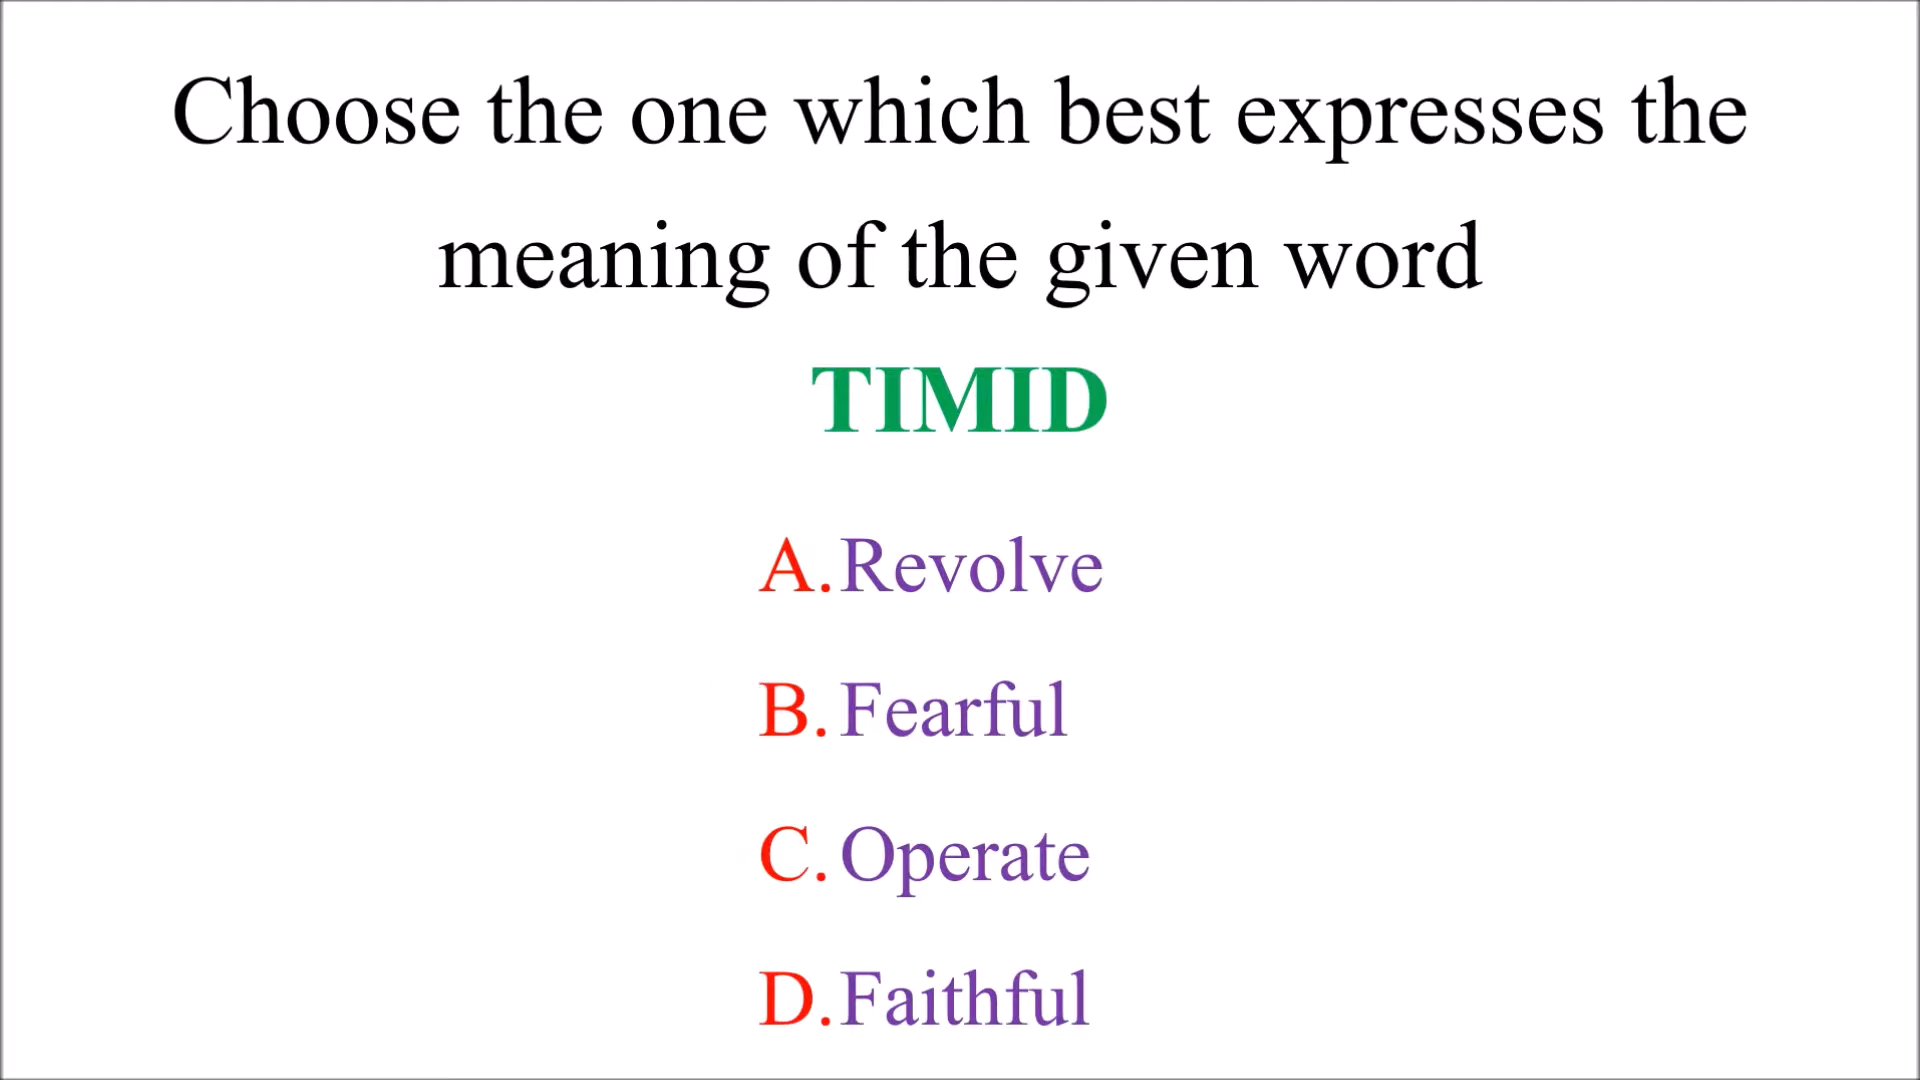 Choose the one which best expresses the
meaning of the given word
TIMID
A. Revolve
B. Fearful
C. Operate
D. Faithful